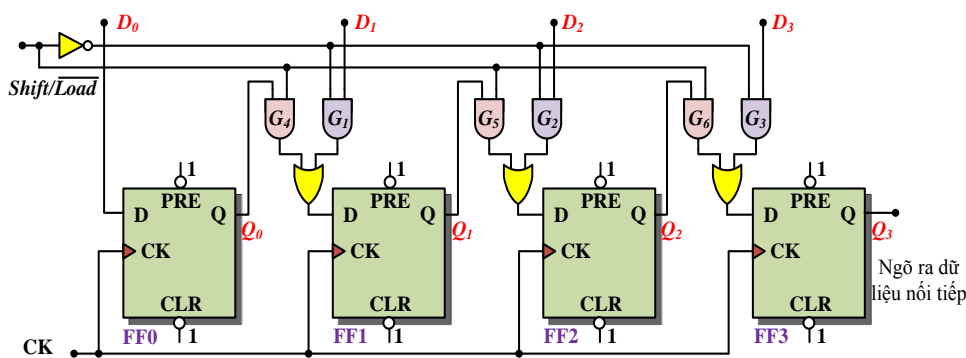 D0 D1 D2 D3
Shift/Load
G4 G1 G5 G2 G6 G3
1 1 1 1
PRE PRE PRE PRE
D Q D Q D Q D Q
Q0 Q1 Q2 Q3
CK CK CK CK
Ngõ ra dữ
liệu nối tiếp
CLR CLR CLR CLR
FF0 1 FF1 1 FF2 1 FF3 1
CK